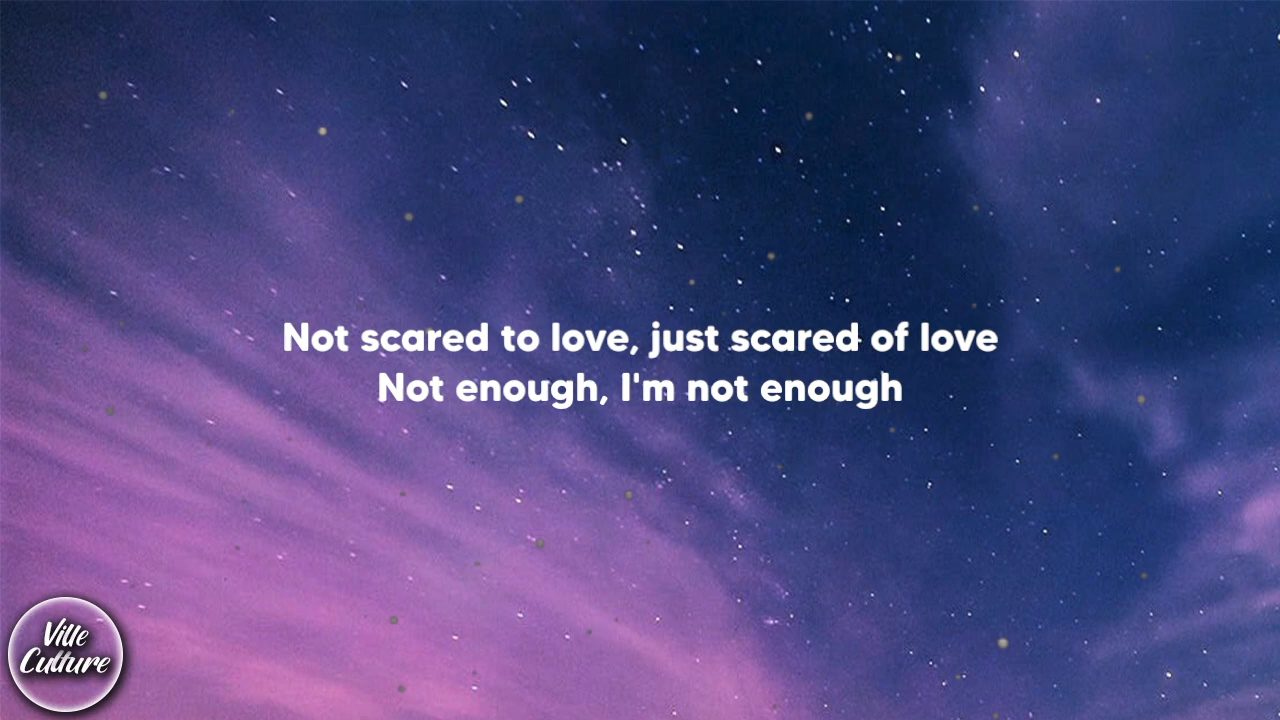 Not scared to love, just scared of love
Not enough, I'm not enough
Ville
Culture